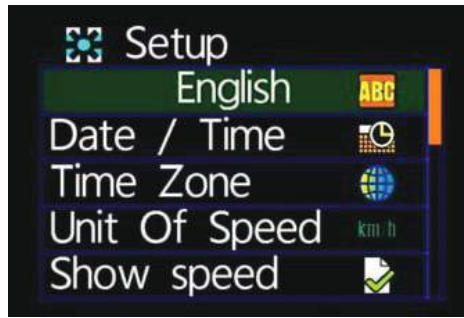 Setup
English ABC
Date / Time
Time Zone
Unit Of Speed km/h
Show speed